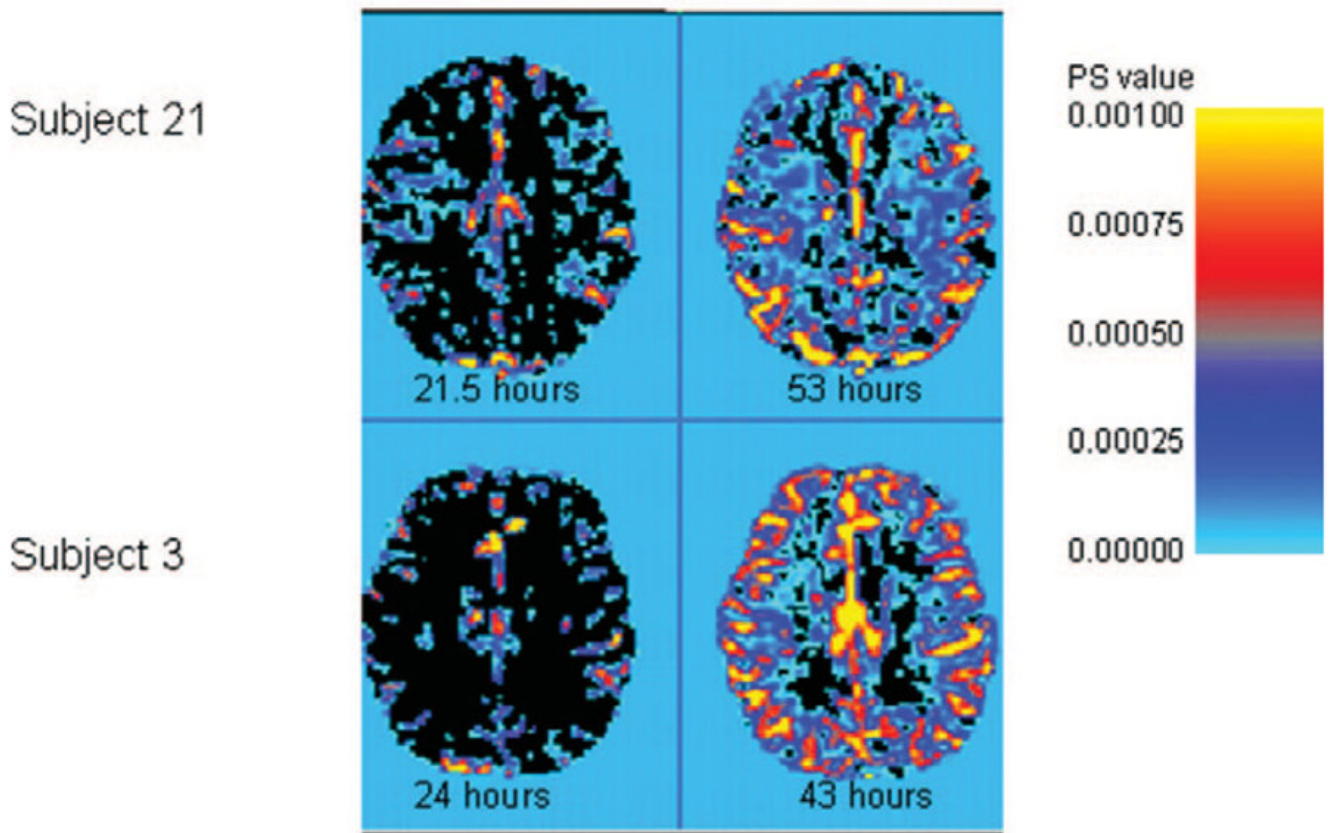 Subject 21
21.5 hours
53 hours
Subject 3
24 hours
43 hours
PS value
0.00100
0.00075
0.00050
0.00025
0.00000